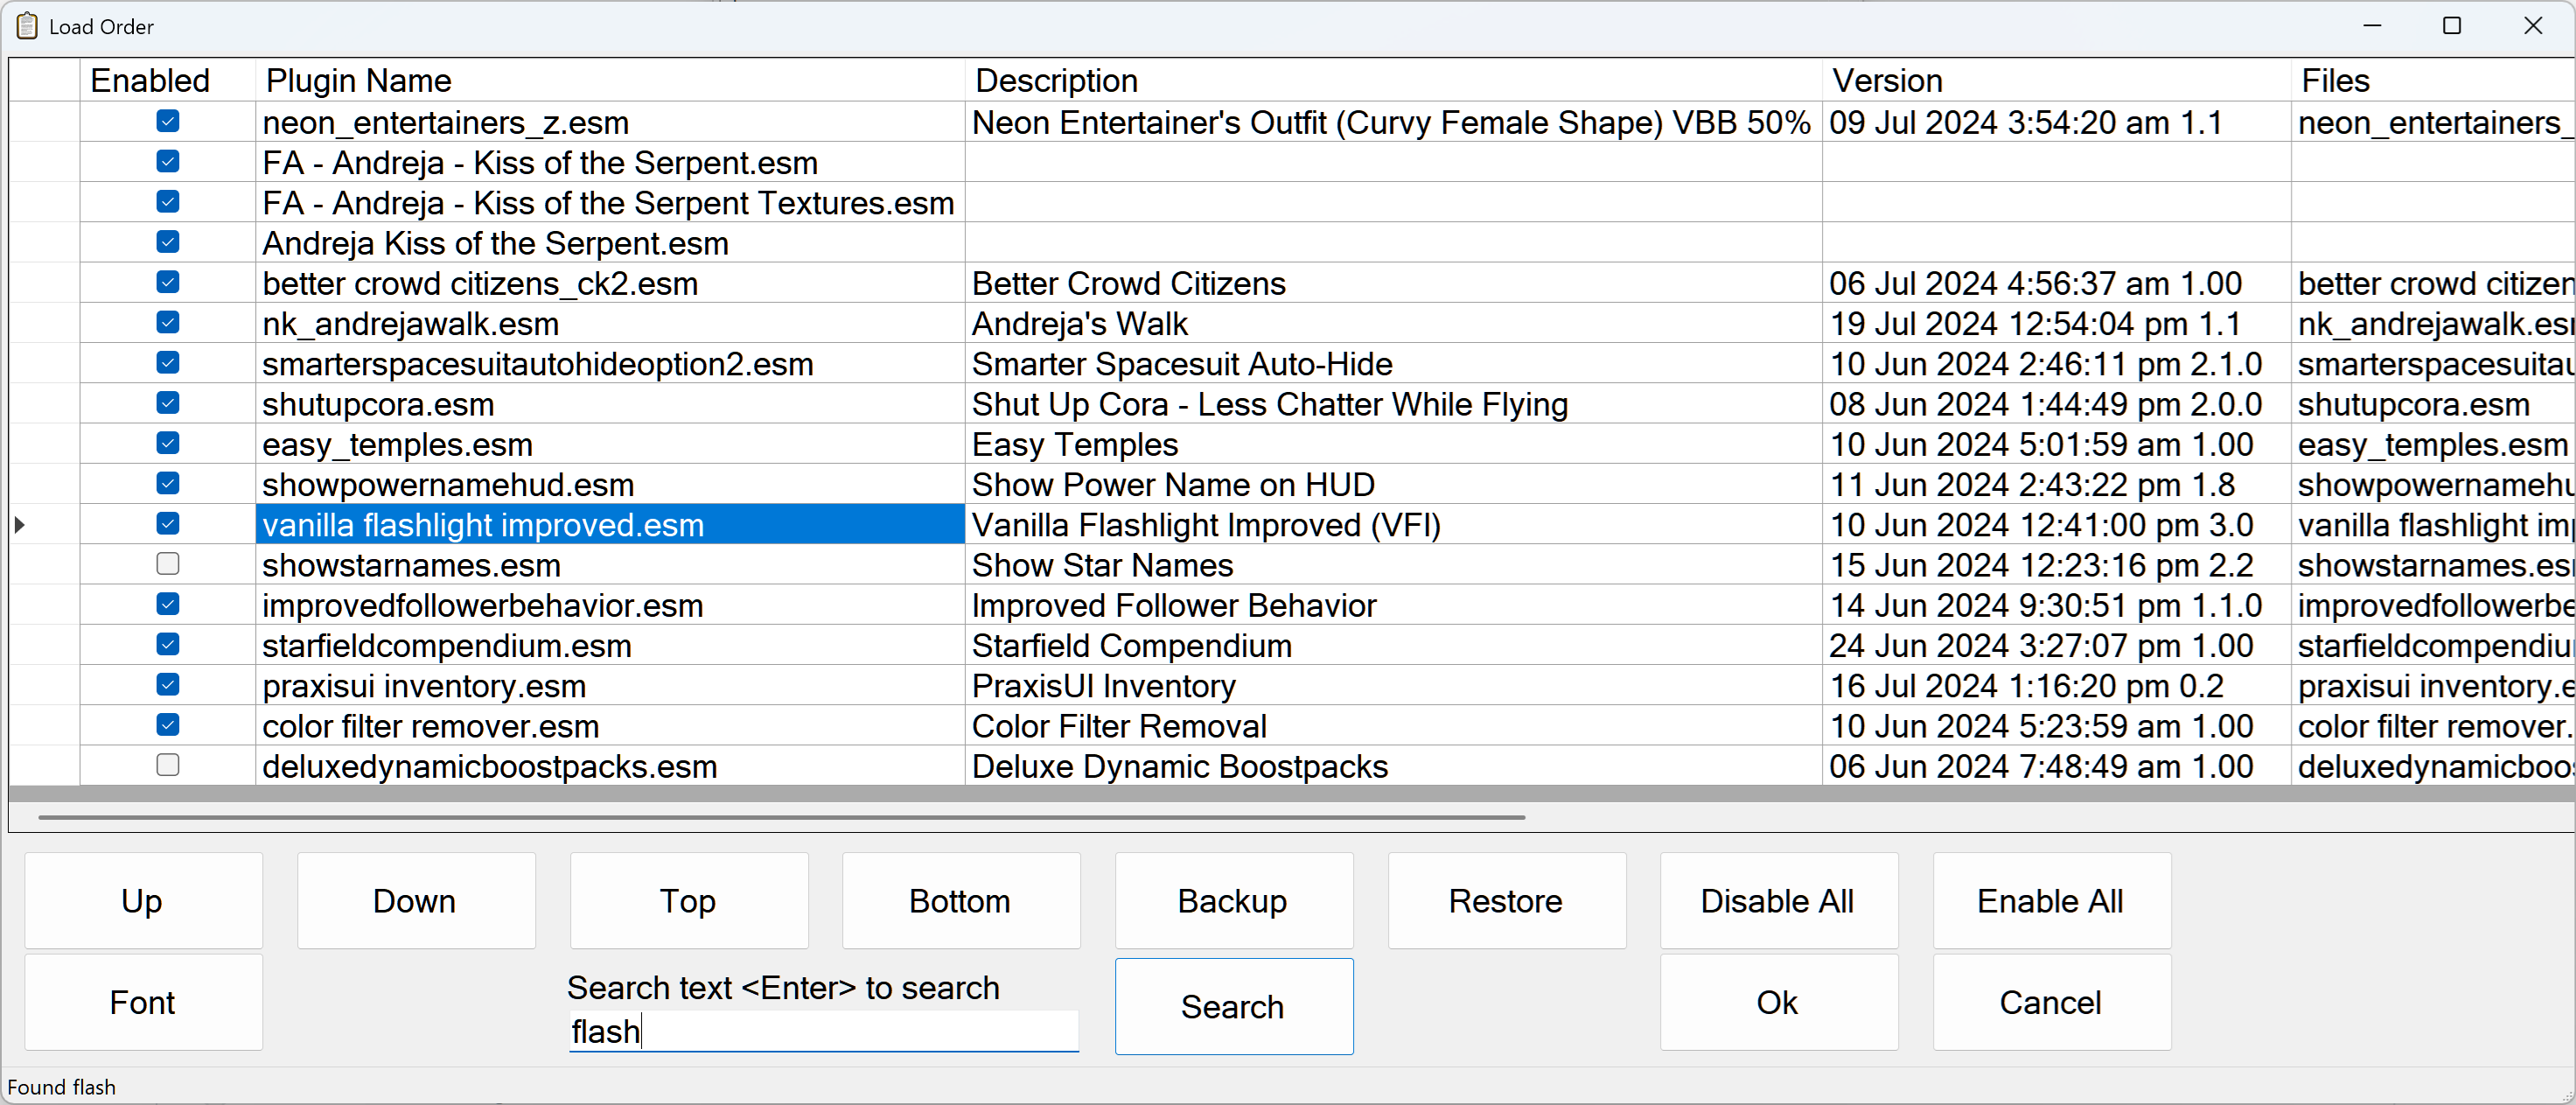 Load Order
Enabled Plugin Name Description Version Files
neon_entertainers_z.esm Neon Entertainer's Outfit (Curvy Female Shape) VBB 50% 09 Jul 2024 3:54:20 am 1.1 neon_entertainers_
FA - Andreja - Kiss of the Serpent.esm
FA - Andreja - Kiss of the Serpent Textures.esm
Andreja Kiss of the Serpent.esm
better crowd citizens_ck2.esm Better Crowd Citizens 06 Jul 2024 4:56:37 am 1.00 better crowd citizen
nk_andrejawalk.esm Andreja's Walk 19 Jul 2024 12:54:04 pm 1.1 nk_andrejawalk.es
smarterspacesuitautohideoption2.esm Smarter Spacesuit Auto-Hide 10 Jun 2024 2:46:11 pm 2.1.0 smarterspacesuitau
shutupcora.esm Shut Up Cora - Less Chatter While Flying 08 Jun 2024 1:44:49 pm 2.0.0 shutupcora.esm
easy_temples.esm Easy Temples 10 Jun 2024 5:01:59 am 1.00 easy_temples.esm
showpowernamehud.esm Show Power Name on HUD 11 Jun 2024 2:43:22 pm 1.8 showpowernamehu
vanilla flashlight improved.esm Vanilla Flashlight Improved (VFI) 10 Jun 2024 12:41:00 pm 3.0 vanilla flashlight im
showstarnames.esm Show Star Names 15 Jun 2024 12:23:16 pm 2.2 showstarnames.es
improvedfollowerbehavior.esm Improved Follower Behavior 14 Jun 2024 9:30:51 pm 1.1.0 improvedfollowerbe
starfieldcompendium.esm Starfield Compendium 24 Jun 2024 3:27:07 pm 1.00 starfieldcompendiu
praxisui inventory.esm PraxisUI Inventory 16 Jul 2024 1:16:20 pm 0.2 praxisui inventory.e
color filter remover.esm Color Filter Removal 10 Jun 2024 5:23:59 am 1.00 color filter remover.
deluxedynamicboostpacks.esm Deluxe Dynamic Boostpacks 06 Jun 2024 7:48:49 am 1.00 deluxedynamicboo
Up Down Top Bottom Backup Restore Disable All Enable All
Font Search text <Enter> to search Search Ok Cancel
flash
Found flash